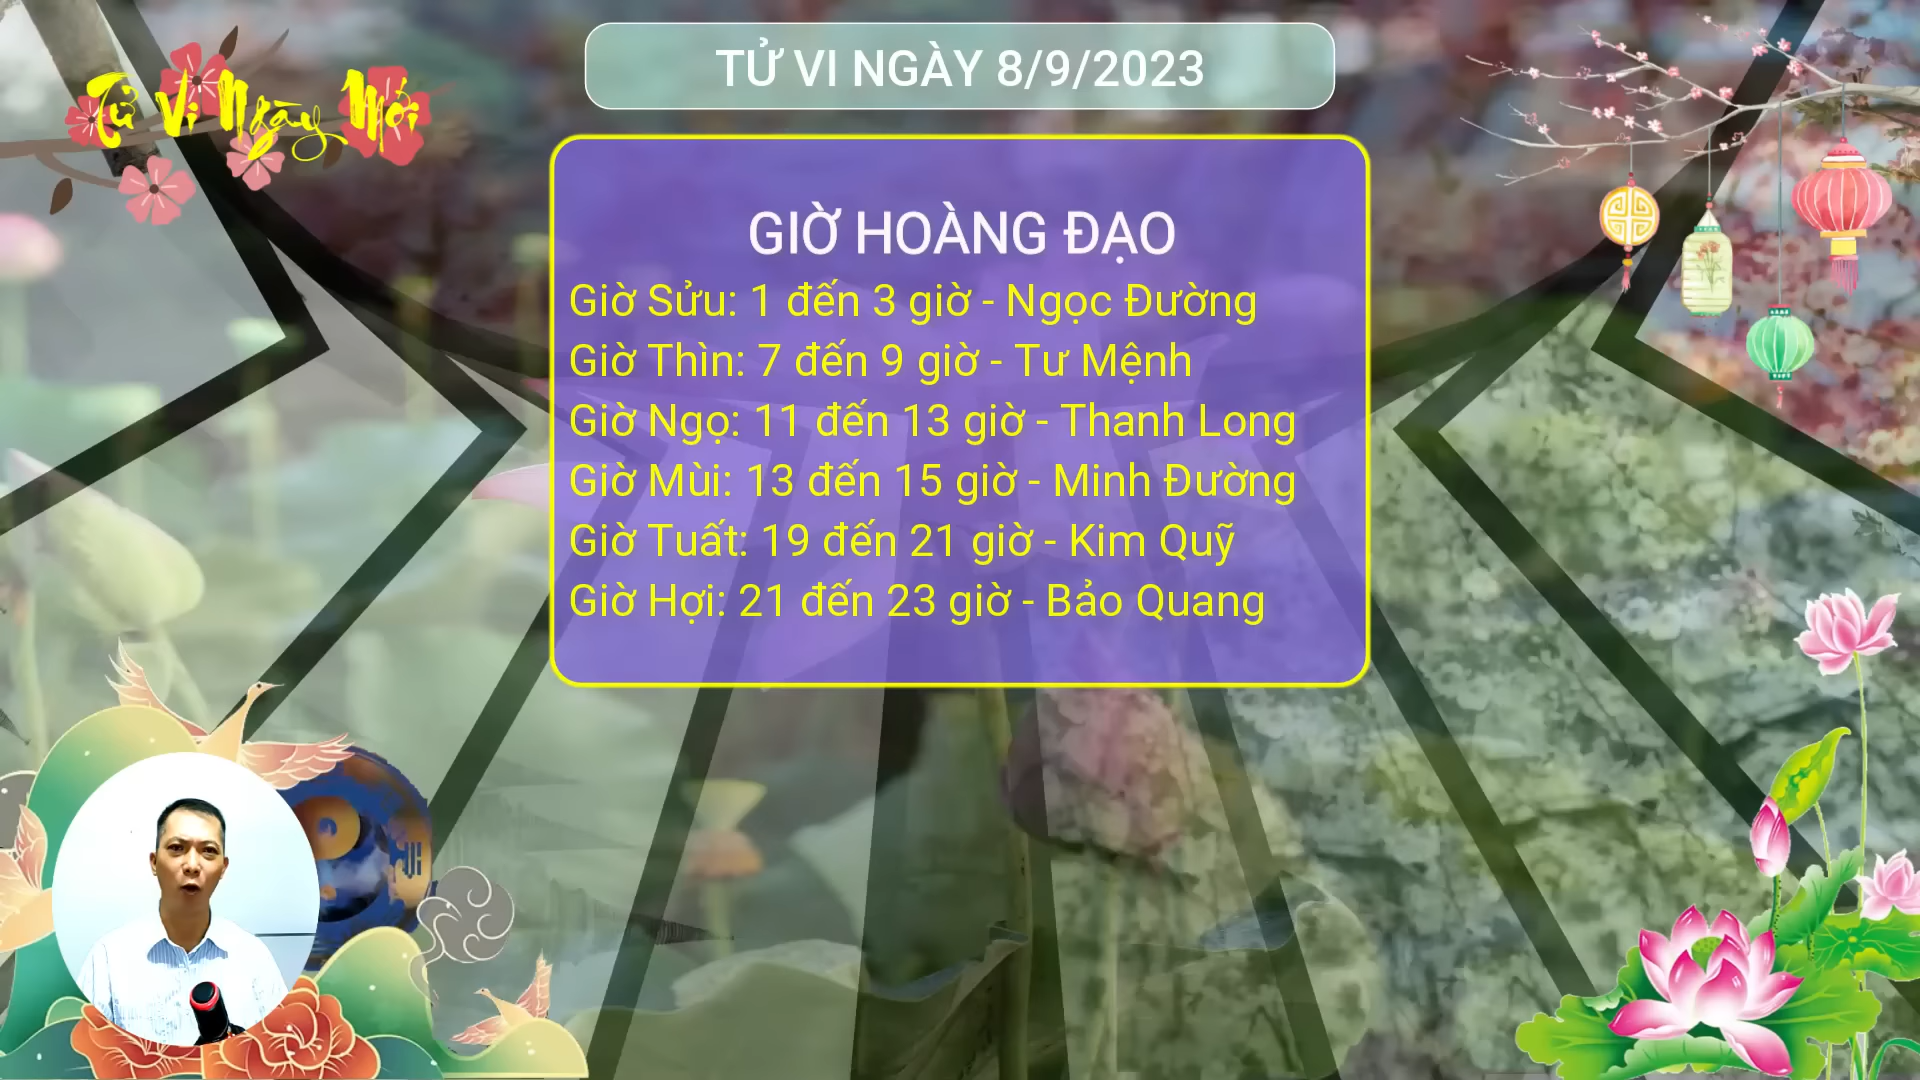 Tử Vi Ngày Mới
TỬ VI NGÀY 8/9/2023
GIỜ HOÀNG ĐẠO
Giờ Sửu: 1 đến 3 giờ - Ngọc Đường
Giờ Thìn: 7 đến 9 giờ - Tư Mệnh
Giờ Ngọ: 11 đến 13 giờ - Thanh Long
Giờ Mùi: 13 đến 15 giờ - Minh Đường
Giờ Tuất: 19 đến 21 giờ - Kim Quỹ
Giờ Hợi: 21 đến 23 giờ - Bảo Quang